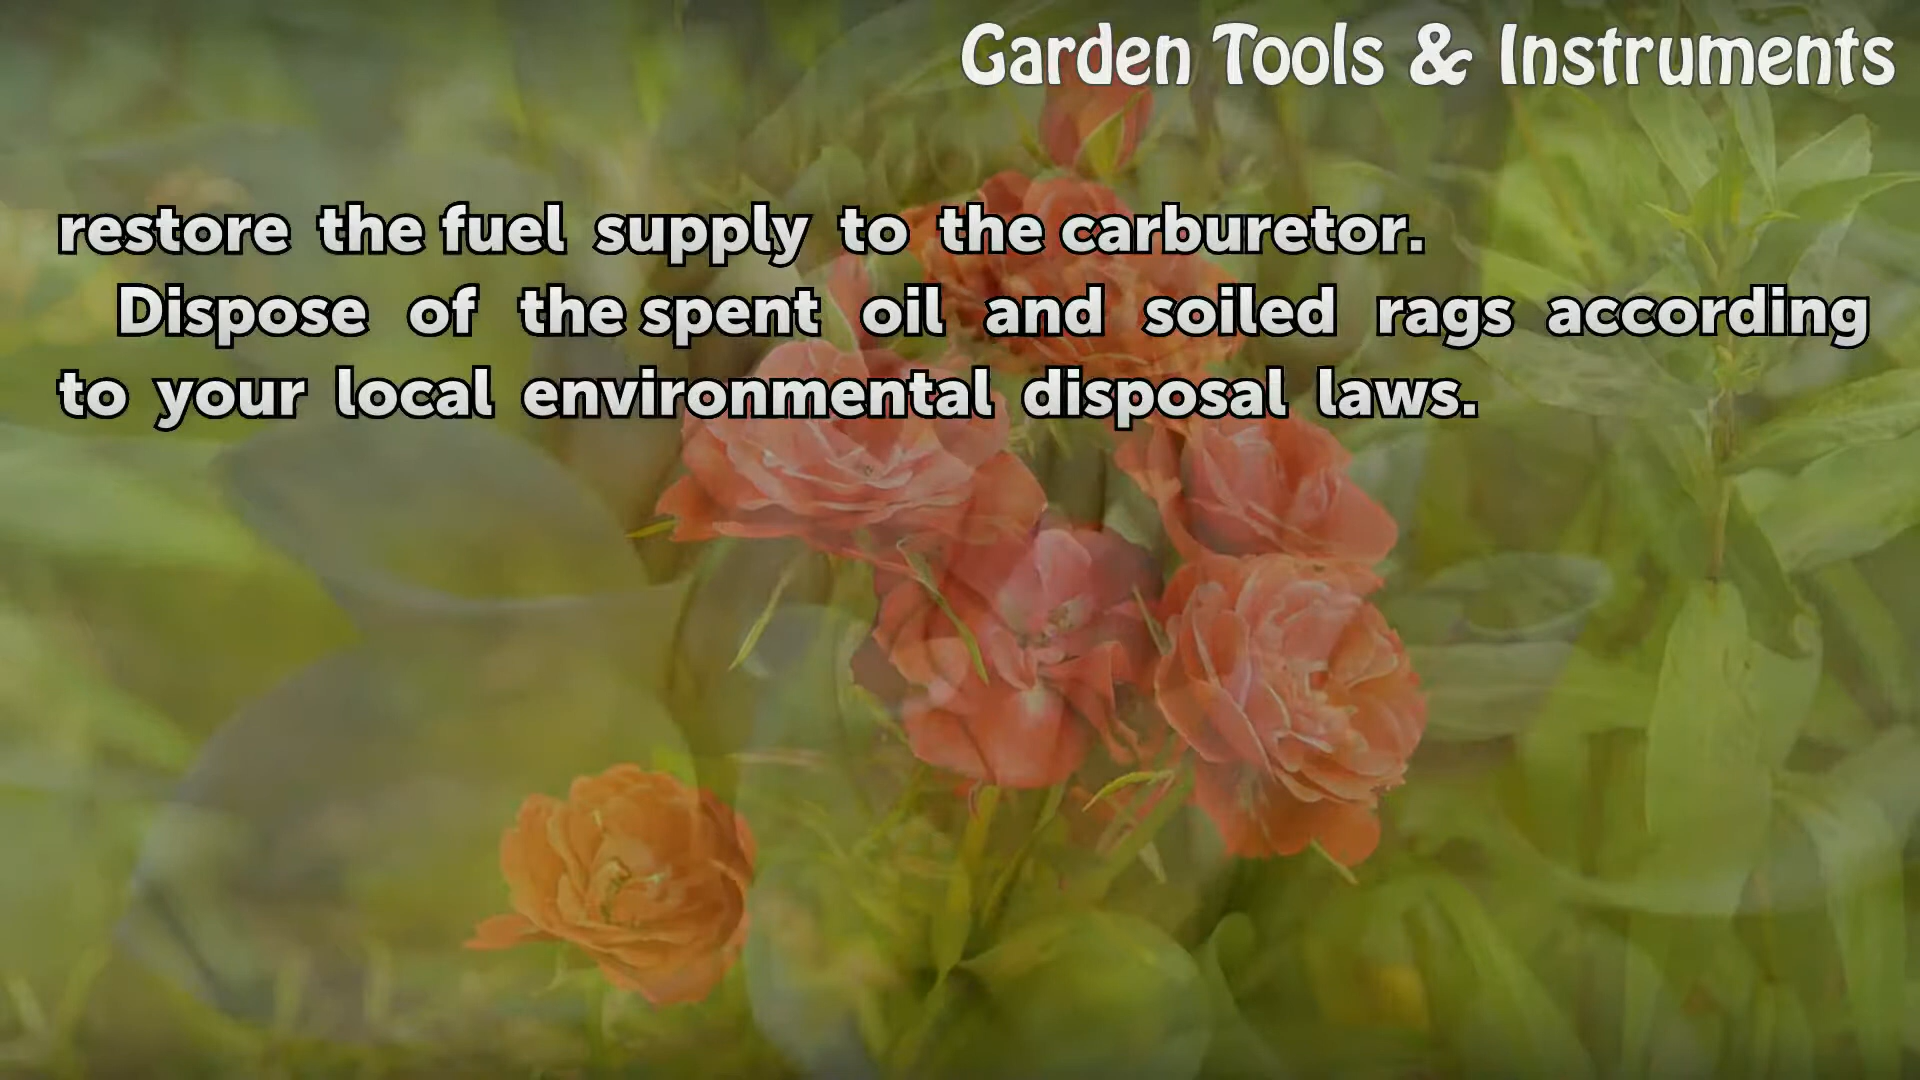 Garden Tools & Instruments
restore the fuel supply to the carburetor.
Dispose of the spent oil and soiled rags according
to your local environmental disposal laws.